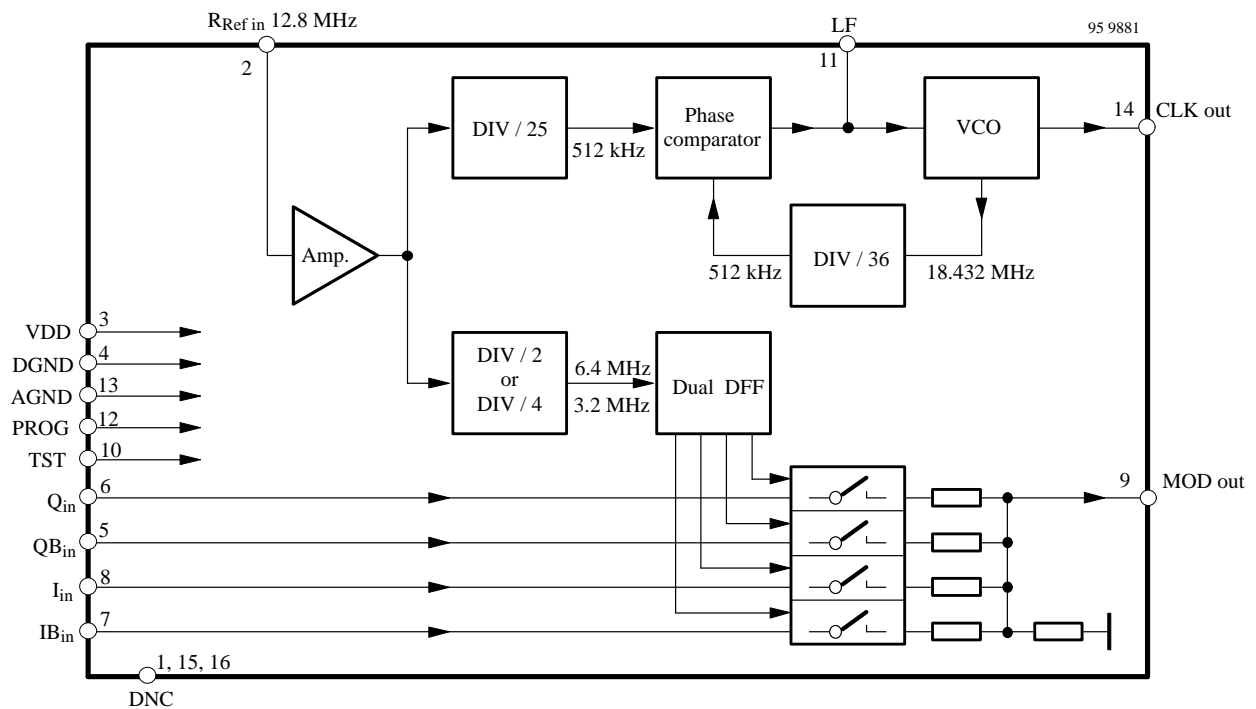 R_Ref in 12.8 MHz
LF
95 9881
2
11
DIV / 25
512 kHz
Phase
comparator
VCO
14
CLK out
Amp.
512 kHz
DIV / 36
18.432 MHz
VDD
3
DGND
4
AGND
13
PROG
12
TST
10
DIV / 2
or
DIV / 4
6.4 MHz
3.2 MHz
Dual DFF
Q_in
6
9
MOD out
QB_in
5
I_in
8
IB_in
7
1, 15, 16
DNC